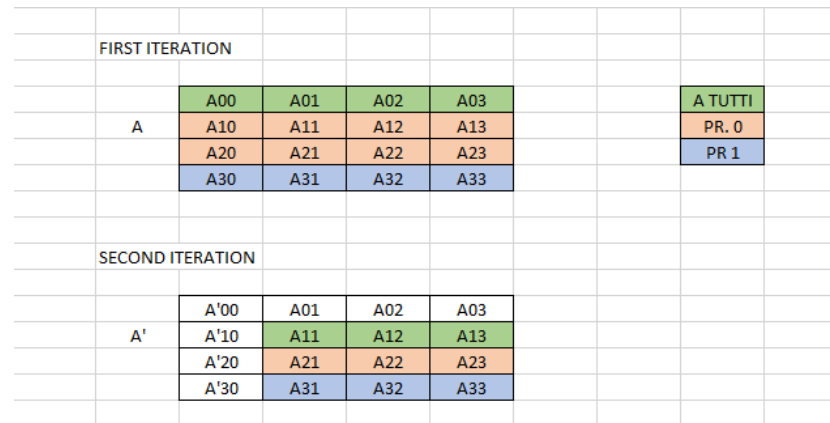 FIRST ITERATION
A00 A01 A02 A03 A TUTTI
A A10 A11 A12 A13 PR. 0
A20 A21 A22 A23 PR 1
A30 A31 A32 A33
SECOND ITERATION
A'00 A01 A02 A03
A' A'10 A11 A12 A13
A'20 A21 A22 A23
A'30 A31 A32 A33